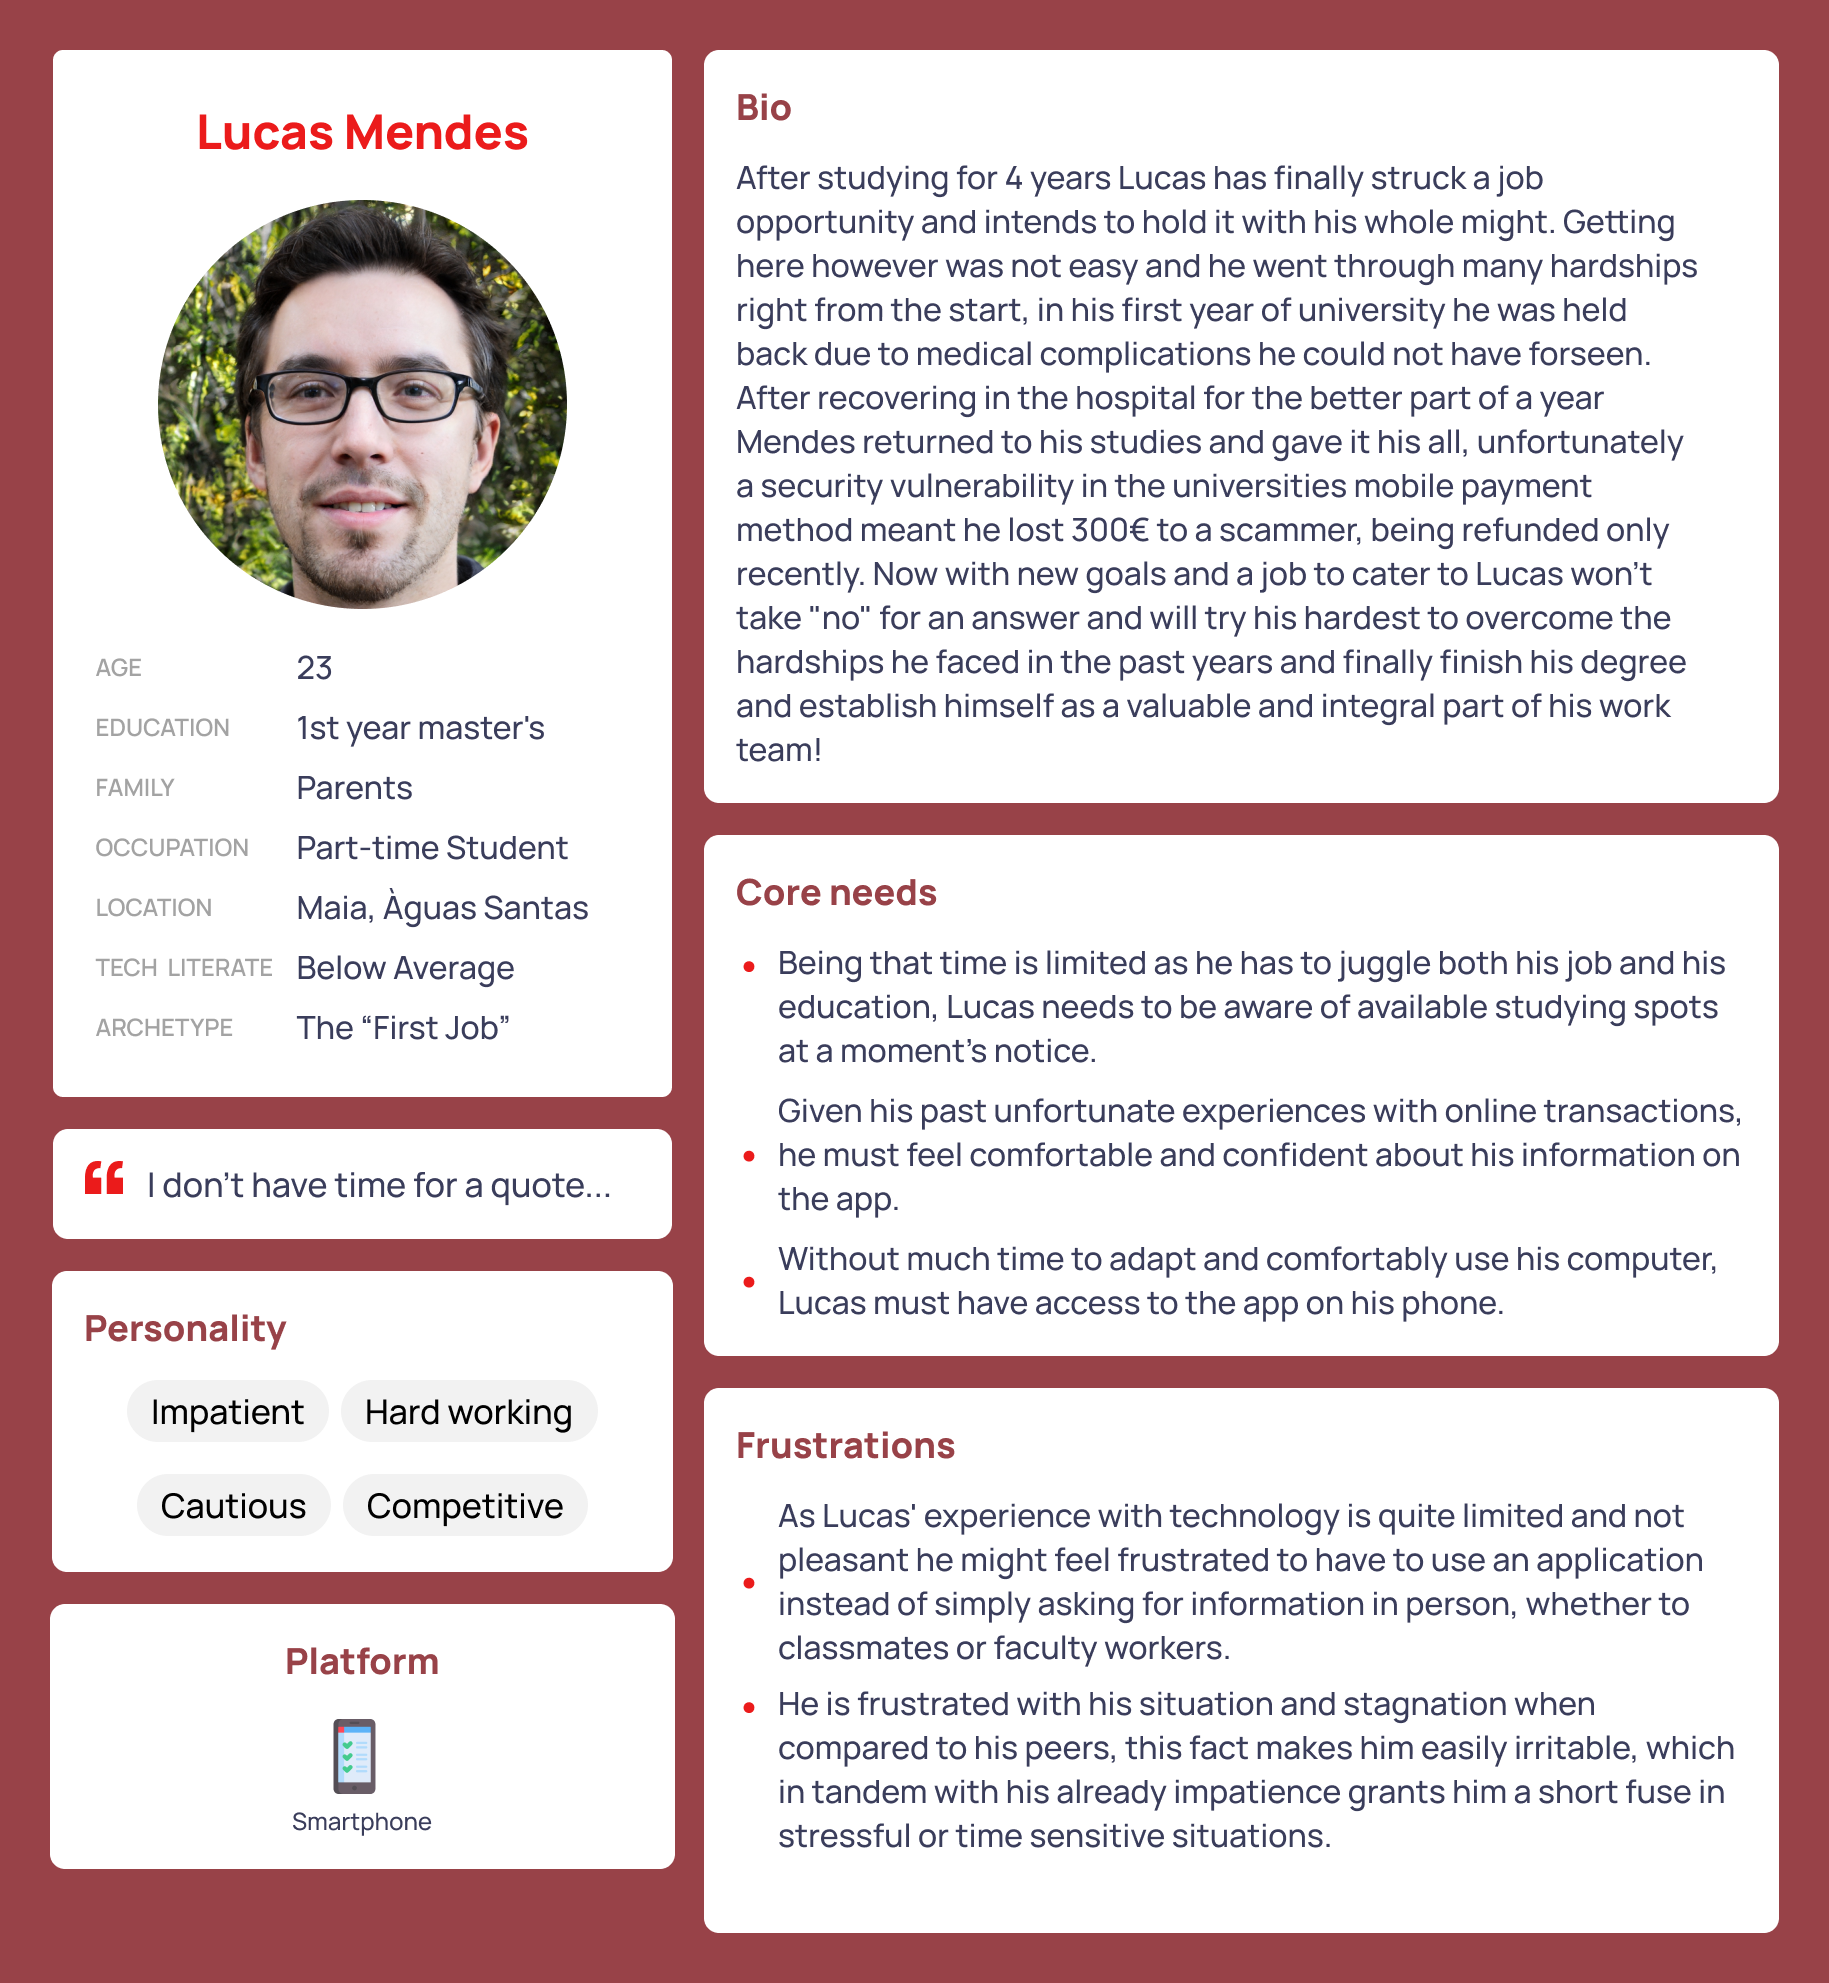 Lucas Mendes
AGE 23
EDUCATION 1st year master's
FAMILY Parents
OCCUPATION Part-time Student
LOCATION Maia, Àguas Santas
TECH LITERATE Below Average
ARCHETYPE The “First Job”
“ I don’t have time for a quote...
Personality
Impatient Hard working
Cautious Competitive
Platform
Smartphone
Bio
After studying for 4 years Lucas has finally struck a job
opportunity and intends to hold it with his whole might. Getting
here however was not easy and he went through many hardships
right from the start, in his first year of university he was held
back due to medical complications he could not have forseen.
After recovering in the hospital for the better part of a year
Mendes returned to his studies and gave it his all, unfortunately
a security vulnerability in the universities mobile payment
method meant he lost 300€ to a scammer, being refunded only
recently. Now with new goals and a job to cater to Lucas won’t
take "no" for an answer and will try his hardest to overcome the
hardships he faced in the past years and finally finish his degree
and establish himself as a valuable and integral part of his work
team!
Core needs
• Being that time is limited as he has to juggle both his job and his
education, Lucas needs to be aware of available studying spots
at a moment’s notice.
Given his past unfortunate experiences with online transactions,
• he must feel comfortable and confident about his information on
the app.
• Without much time to adapt and comfortably use his computer,
Lucas must have access to the app on his phone.
Frustrations
• As Lucas' experience with technology is quite limited and not
pleasant he might feel frustrated to have to use an application
instead of simply asking for information in person, whether to
classmates or faculty workers.
• He is frustrated with his situation and stagnation when
compared to his peers, this fact makes him easily irritable, which
in tandem with his already impatience grants him a short fuse in
stressful or time sensitive situations.